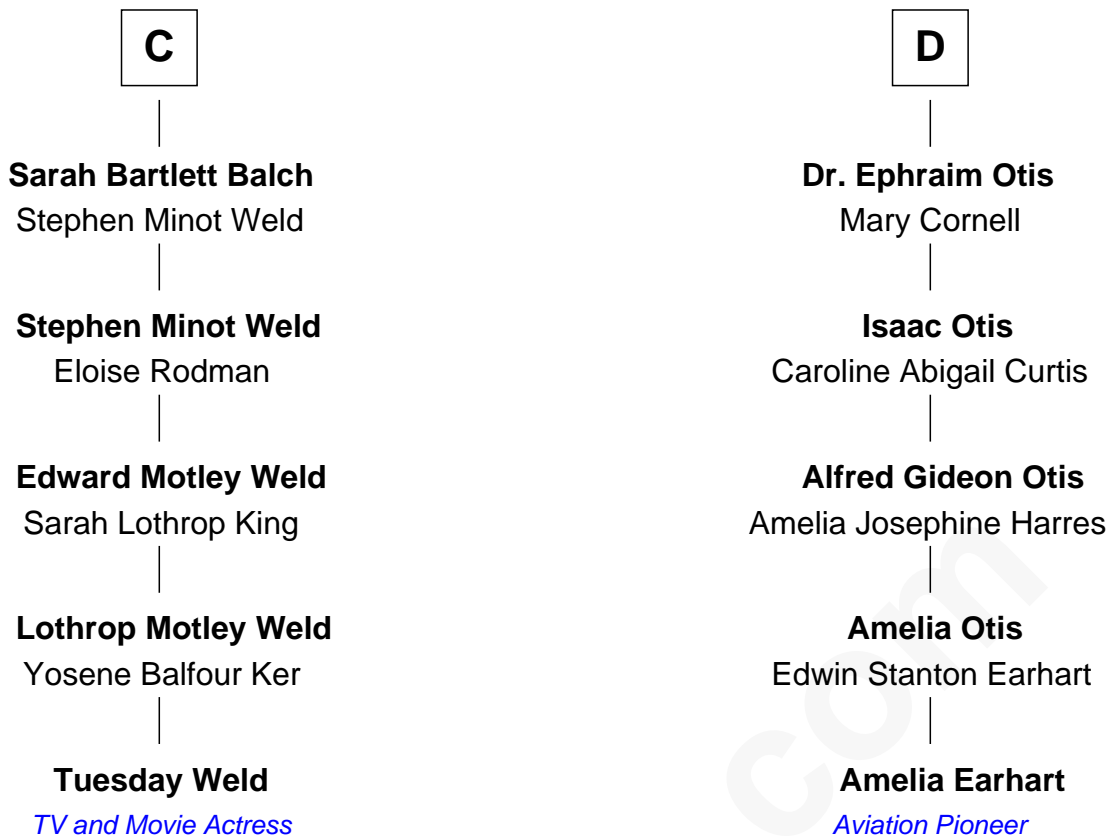 C
Sarah Bartlett Balch
Stephen Minot Weld
Stephen Minot Weld
Eloise Rodman
Edward Motley Weld
Sarah Lothrop King
Lothrop Motley Weld
Yosene Balfour Ker
Tuesday Weld
TV and Movie Actress
D
Dr. Ephraim Otis
Mary Cornell
Isaac Otis
Caroline Abigail Curtis
Alfred Gideon Otis
Amelia Josephine Harres
Amelia Otis
Edwin Stanton Earhart
Amelia Earhart
Aviation Pioneer
com